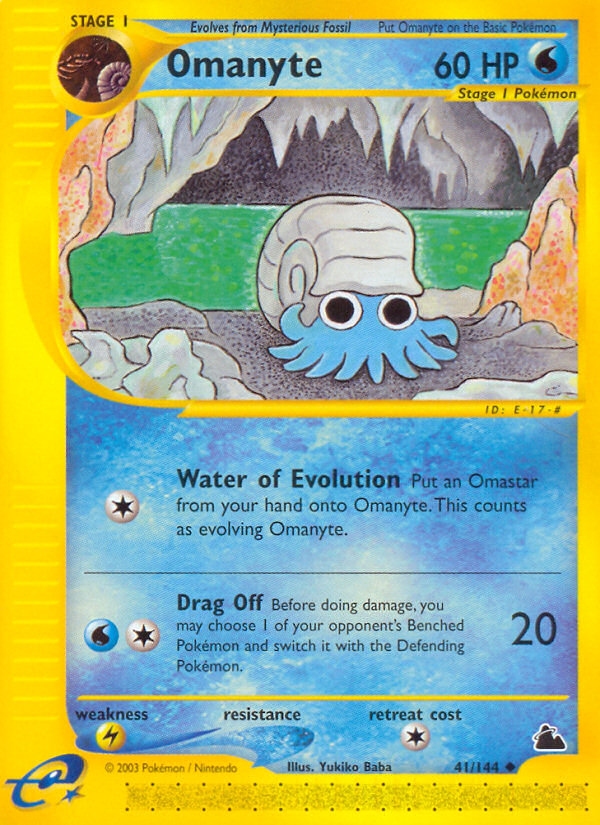 STAGE 1
Evolves from Mysterious Fossil
Put Omanyte on the Basic Pokémon
Omanyte
60 HP
Stage 1 Pokémon
ID: E-17-#
Water of Evolution Put an Omastar
from your hand onto Omanyte. This counts
as evolving Omanyte.
Drag Off Before doing damage, you
may choose 1 of your opponent's Benched
Pokémon and switch it with the Defending
Pokémon.
20
weakness
resistance
retreat cost
© 2003 Pokémon / Nintendo
Illus. Yukiko Baba
41/144